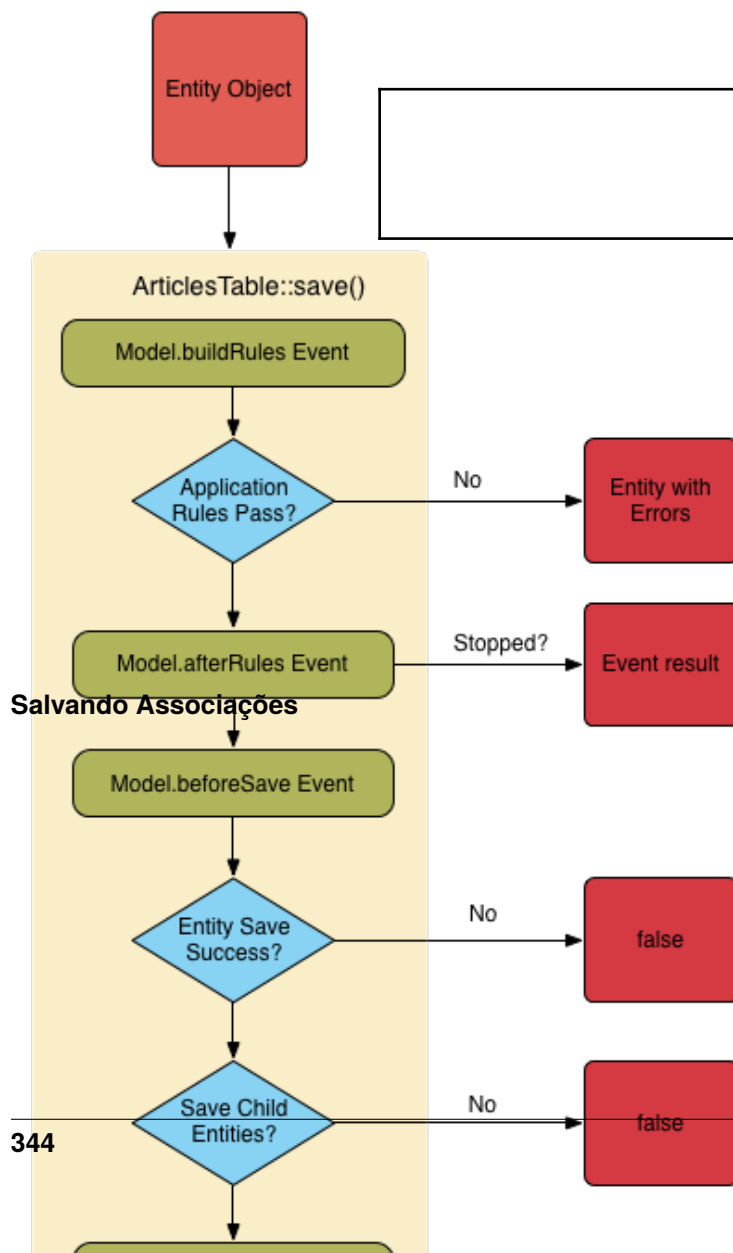 Entity Object
ArticlesTable::save()
Model.buildRules Event
Application
Rules Pass?
No
Entity with
Errors
Model.afterRules Event
Stopped?
Event result
Salvando Associações
Model.beforeSave Event
Entity Save
Success?
No
false
Save Child
Entities?
No
false
344